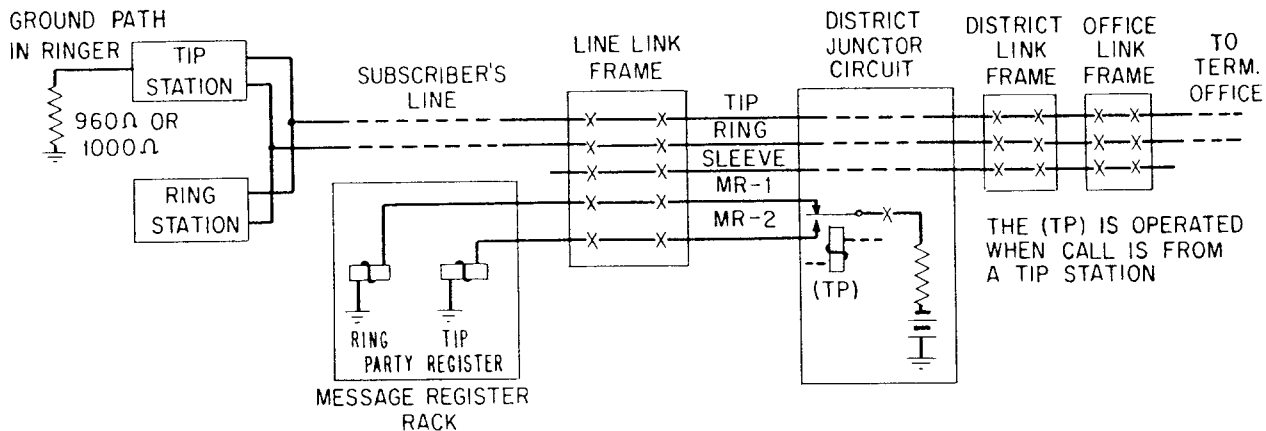 GROUND PATH
IN RINGER
TIP
STATION
960Ω OR
1000Ω
RING
STATION
SUBSCRIBER'S
LINE
LINE LINK
FRAME
TIP
RING
SLEEVE
MR-1
MR-2
DISTRICT
JUNCTOR
CIRCUIT
(TP)
DISTRICT
LINK
FRAME
OFFICE
LINK
FRAME
TO
TERM.
OFFICE
THE (TP) IS OPERATED
WHEN CALL IS FROM
A TIP STATION
RING TIP
PARTY REGISTER
MESSAGE REGISTER
RACK